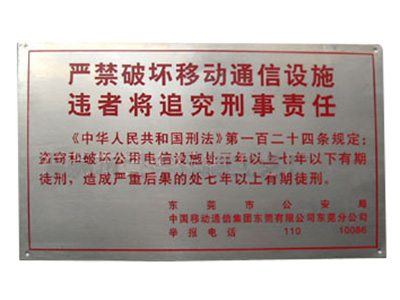 严禁破坏移动通信设施
违者将追究刑事责任
《中华人民共和国刑法》第一百二十四条规定：
盗窃和破坏公用电信设施处三年以上七年以下有期
徒刑，造成严重后果的处七年以上有期徒刑。
东莞市公安局
中国移动通信集团东莞有限公司东莞分公司
举报电话 110 10086